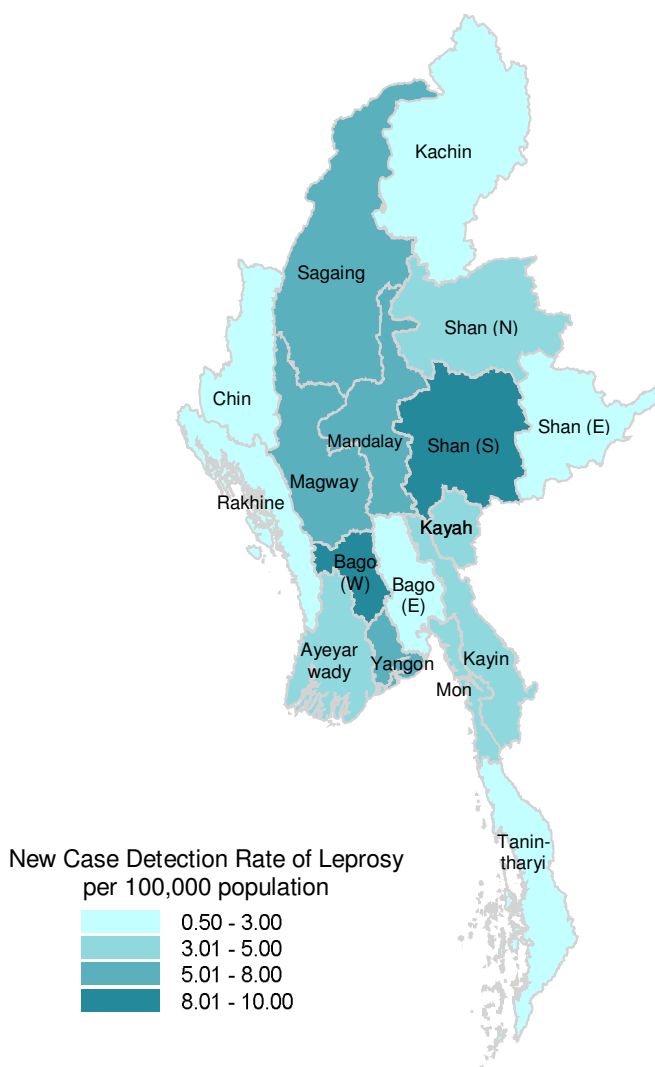 Kachin
Sagaing
Shan (N)
Chin
Shan (E)
Mandalay
Shan (S)
Magway
Rakhine
Kayah
Bago
(W)
Bago
(E)
Ayeyar
wady
Yangon
Kayin
Mon
Tanin-
tharyi
New Case Detection Rate of Leprosy
per 100,000 population
0.50 - 3.00
3.01 - 5.00
5.01 - 8.00
8.01 - 10.00